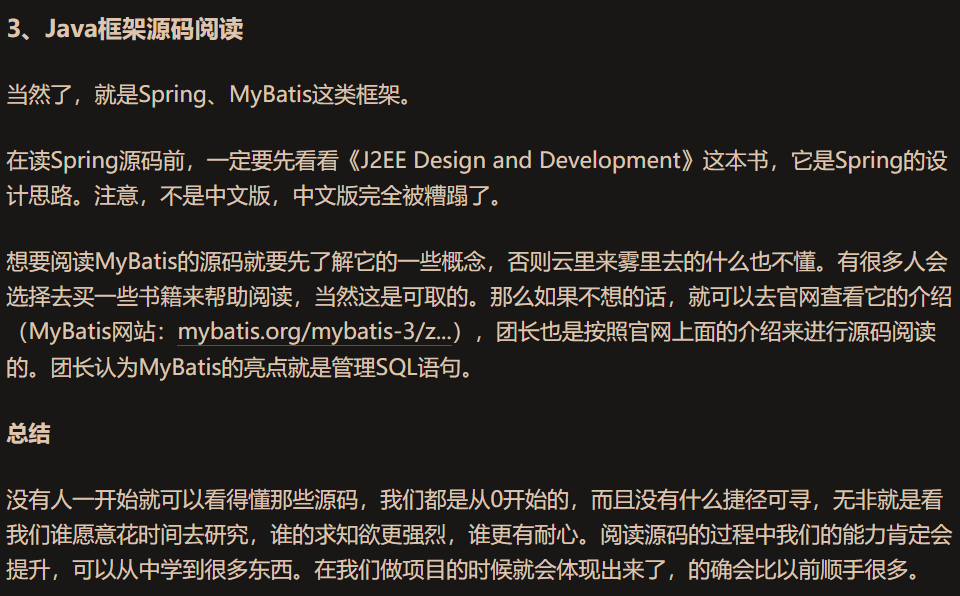 3、Java框架源码阅读
当然了，就是Spring、MyBatis这类框架。
在读Spring源码前，一定要先看看《J2EE Design and Development》这本书，它是Spring的设
计思路。注意，不是中文版，中文版完全被糟蹋了。
想要阅读MyBatis的源码就要先了解它的一些概念，否则云里来雾里去的什么也不懂。有很多人会
选择去买一些书籍来帮助阅读，当然这是可取的。那么如果不想的话，就可以去官网查看它的介绍
（MyBatis网站：mybatis.org/mybatis-3/z...），团长也是按照官网上面的介绍来进行源码阅读
的。团长认为MyBatis的亮点就是管理SQL语句。
总结
没有人一开始就可以看得懂那些源码，我们都是从0开始的，而且没有什么捷径可寻，无非就是看
我们谁愿意花时间去研究，谁的求知欲更强烈，谁更有耐心。阅读源码的过程中我们的能力肯定会
提升，可以从中学到很多东西。在我们做项目的时候就会体现出来了，的确会比以前顺手很多。